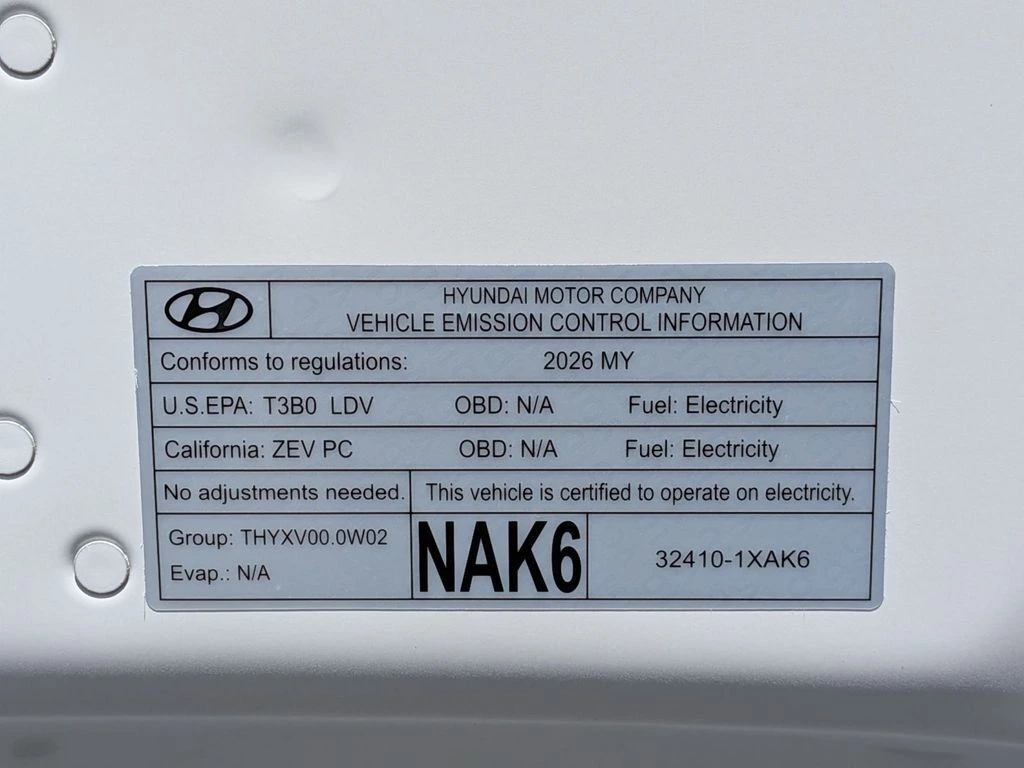 HYUNDAI MOTOR COMPANY
VEHICLE EMISSION CONTROL INFORMATION
Conforms to regulations: 2026 MY
U.S.EPA: T3B0 LDV OBD: N/A Fuel: Electricity
California: ZEV PC OBD: N/A Fuel: Electricity
No adjustments needed. This vehicle is certified to operate on electricity.
Group: THYXV00.0W02
Evap.: N/A
NAK6
32410-1XAK6